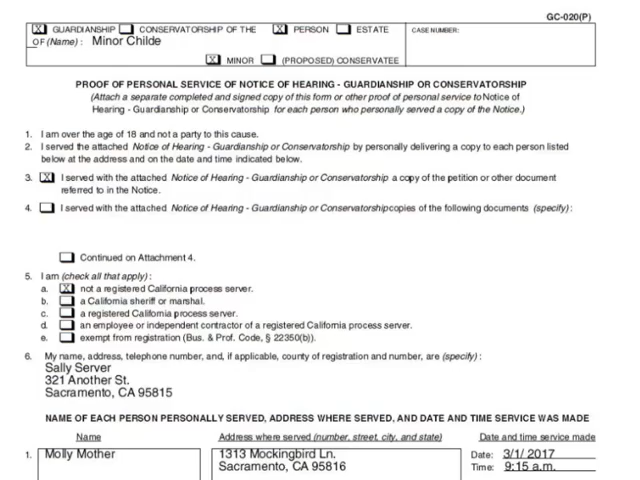 GC-020(P)
X GUARDIANSHIP CONSERVATORSHIP OF THE X PERSON ESTATE CASE NUMBER:
OF (Name) : Minor Childe
X MINOR (PROPOSED) CONSERVATEE
PROOF OF PERSONAL SERVICE OF NOTICE OF HEARING - GUARDIANSHIP OR CONSERVATORSHIP
(Attach a separate completed and signed copy of this form or other proof of personal service to Notice of
Hearing - Guardianship or Conservatorship for each person who personally served a copy of the Notice.)
1. I am over the age of 18 and not a party to this cause.
2. I served the attached Notice of Hearing - Guardianship or Conservatorship by personally delivering a copy to each person listed
below at the address and on the date and time indicated below.
3. X I served with the attached Notice of Hearing - Guardianship or Conservatorship a copy of the petition or other document
referred to in the Notice.
4. I served with the attached Notice of Hearing - Guardianship or Conservatorship copies of the following documents (specify) :
Continued on Attachment 4.
5. I am (check all that apply) :
a. X not a registered California process server.
b. a California sheriff or marshal.
c. a registered California process server.
d. an employee or independent contractor of a registered California process server.
e. exempt from registration (Bus. & Prof. Code, § 22350(b)).
6. My name, address, telephone number, and, if applicable, county of registration and number, are (specify) :
Sally Server
321 Another St.
Sacramento, CA 95815
NAME OF EACH PERSON PERSONALLY SERVED, ADDRESS WHERE SERVED, AND DATE AND TIME SERVICE WAS MADE
Name Address where served (number, street, city, and state) Date and time service made
1. Molly Mother 1313 Mockingbird Ln. Date: 3/1/ 2017
Sacramento, CA 95816 Time: 9:15 a.m.